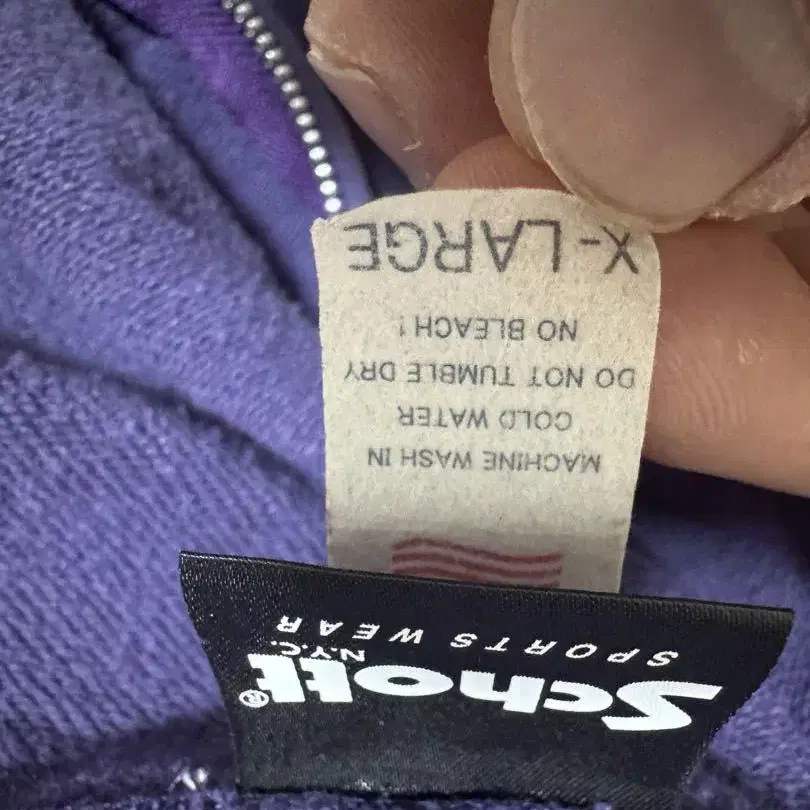 Schott®
N.Y.C.
SPORTS WEAR
MACHINE WASH IN
COLD WATER
DO NOT TUMBLE DRY
NO BLEACH!
X-LARGE